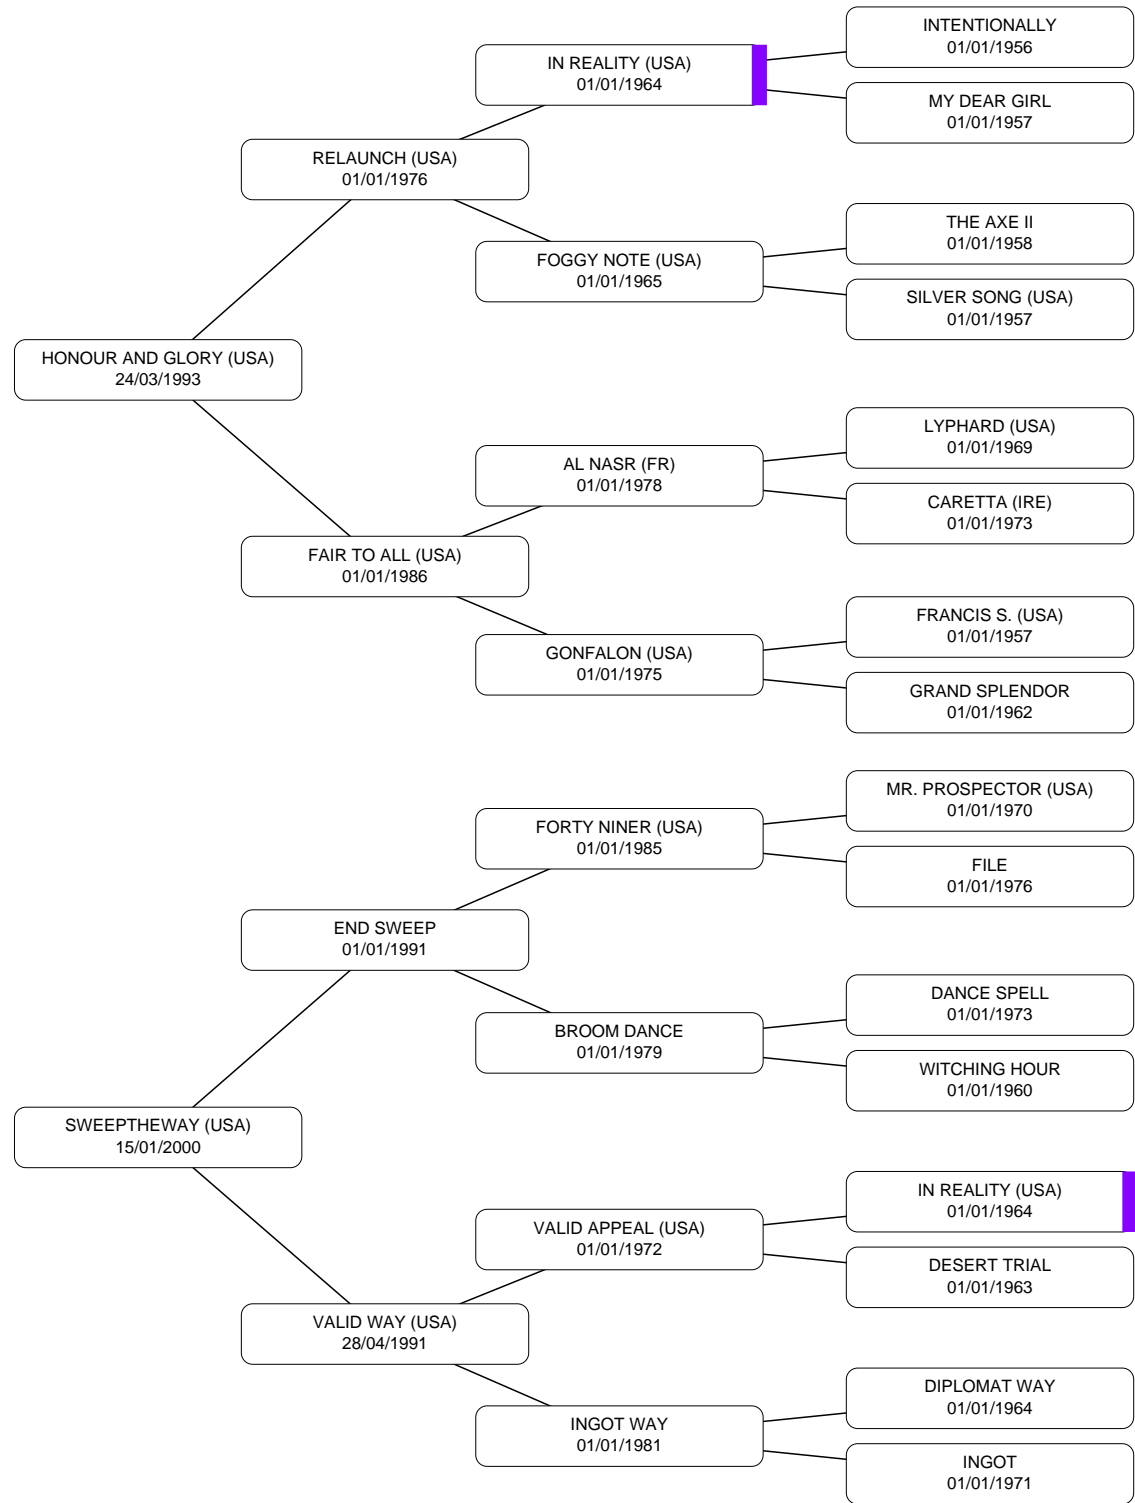 INTENTIONALLY
01/01/1956
IN REALITY (USA)
01/01/1964
MY DEAR GIRL
01/01/1957
RELAUNCH (USA)
01/01/1976
THE AXE II
01/01/1958
FOGGY NOTE (USA)
01/01/1965
SILVER SONG (USA)
01/01/1957
HONOUR AND GLORY (USA)
24/03/1993
LYPHARD (USA)
01/01/1969
AL NASR (FR)
01/01/1978
CARETTA (IRE)
01/01/1973
FAIR TO ALL (USA)
01/01/1986
FRANCIS S. (USA)
01/01/1957
GONFALON (USA)
01/01/1975
GRAND SPLENDOR
01/01/1962
MR. PROSPECTOR (USA)
01/01/1970
FORTY NINER (USA)
01/01/1985
FILE
01/01/1976
END SWEEP
01/01/1991
DANCE SPELL
01/01/1973
BROOM DANCE
01/01/1979
WITCHING HOUR
01/01/1960
SWEEPTHEWAY (USA)
15/01/2000
IN REALITY (USA)
01/01/1964
VALID APPEAL (USA)
01/01/1972
DESERT TRIAL
01/01/1963
VALID WAY (USA)
28/04/1991
DIPLOMAT WAY
01/01/1964
INGOT WAY
01/01/1981
INGOT
01/01/1971